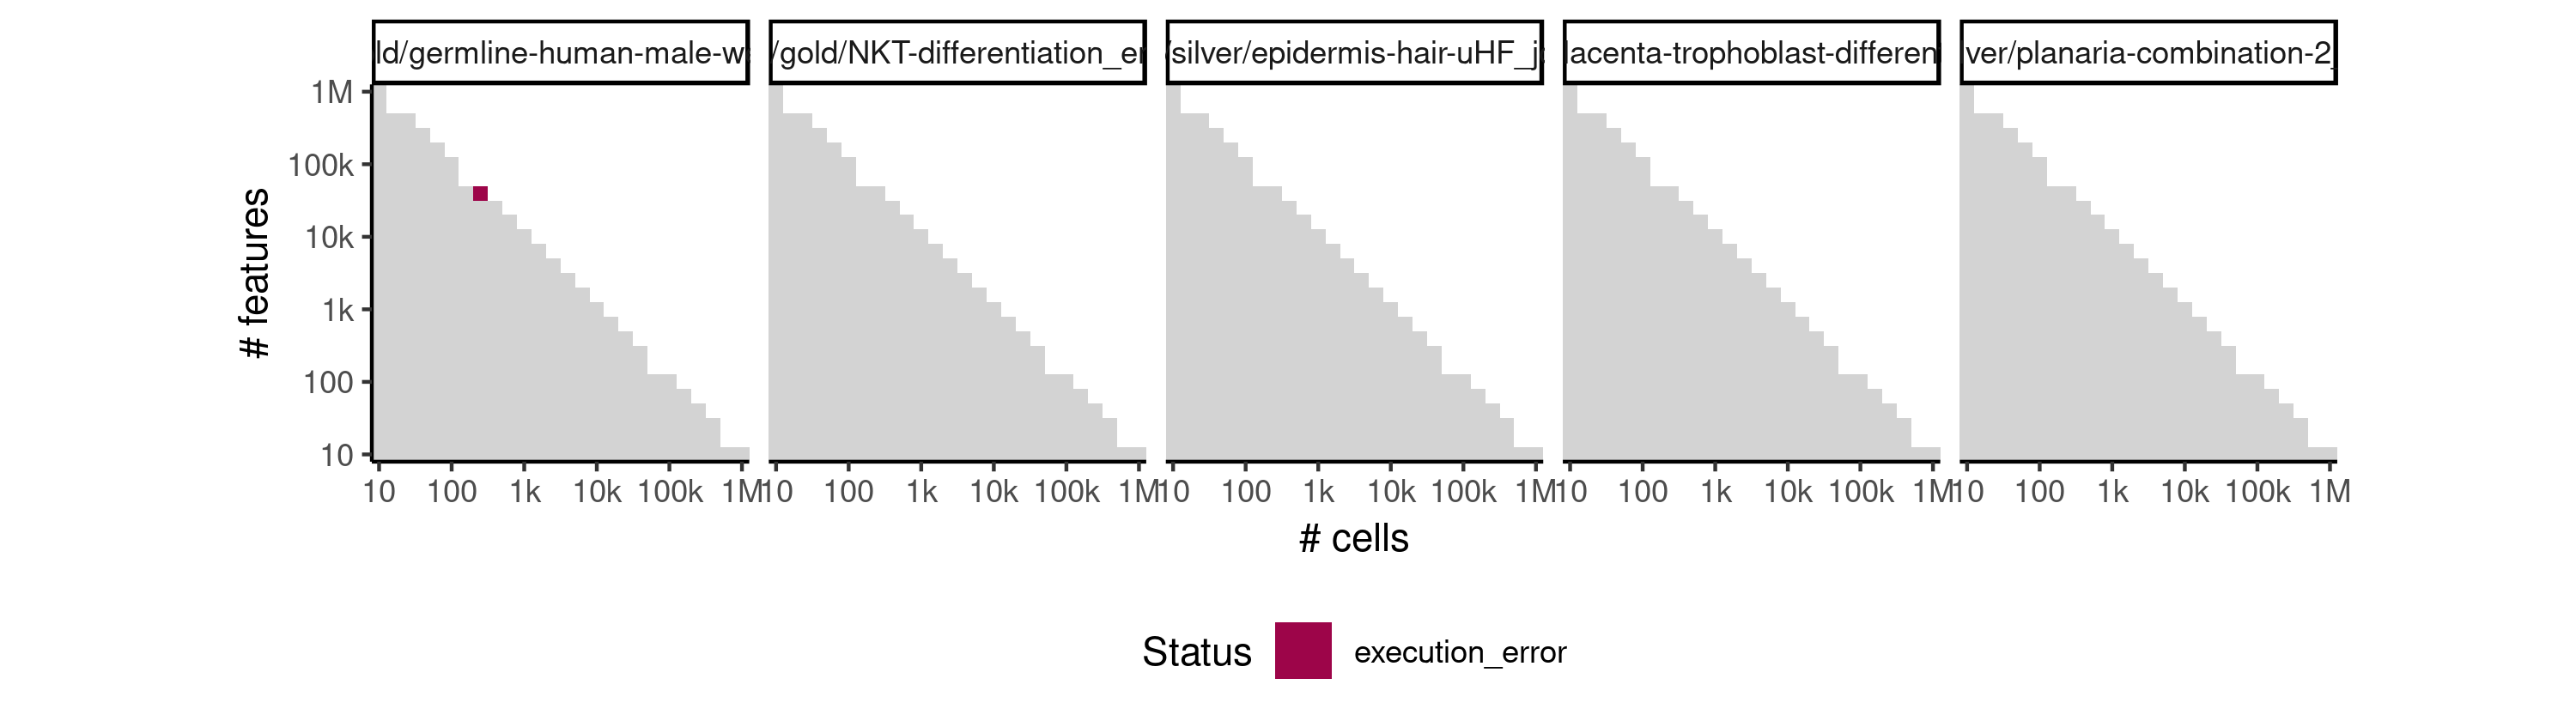 ld/germline-human-male-w
/gold/NKT-differentiation_er
/silver/epidermis-hair-uHF_j
lacenta-trophoblast-differen
ver/planaria-combination-2
# features
1M
100k
10k
1k
100
10
10 100 1k 10k 100k 1M
10 100 1k 10k 100k 1M
10 100 1k 10k 100k 1M
10 100 1k 10k 100k 1M
10 100 1k 10k 100k 1M
# cells
Status execution_error